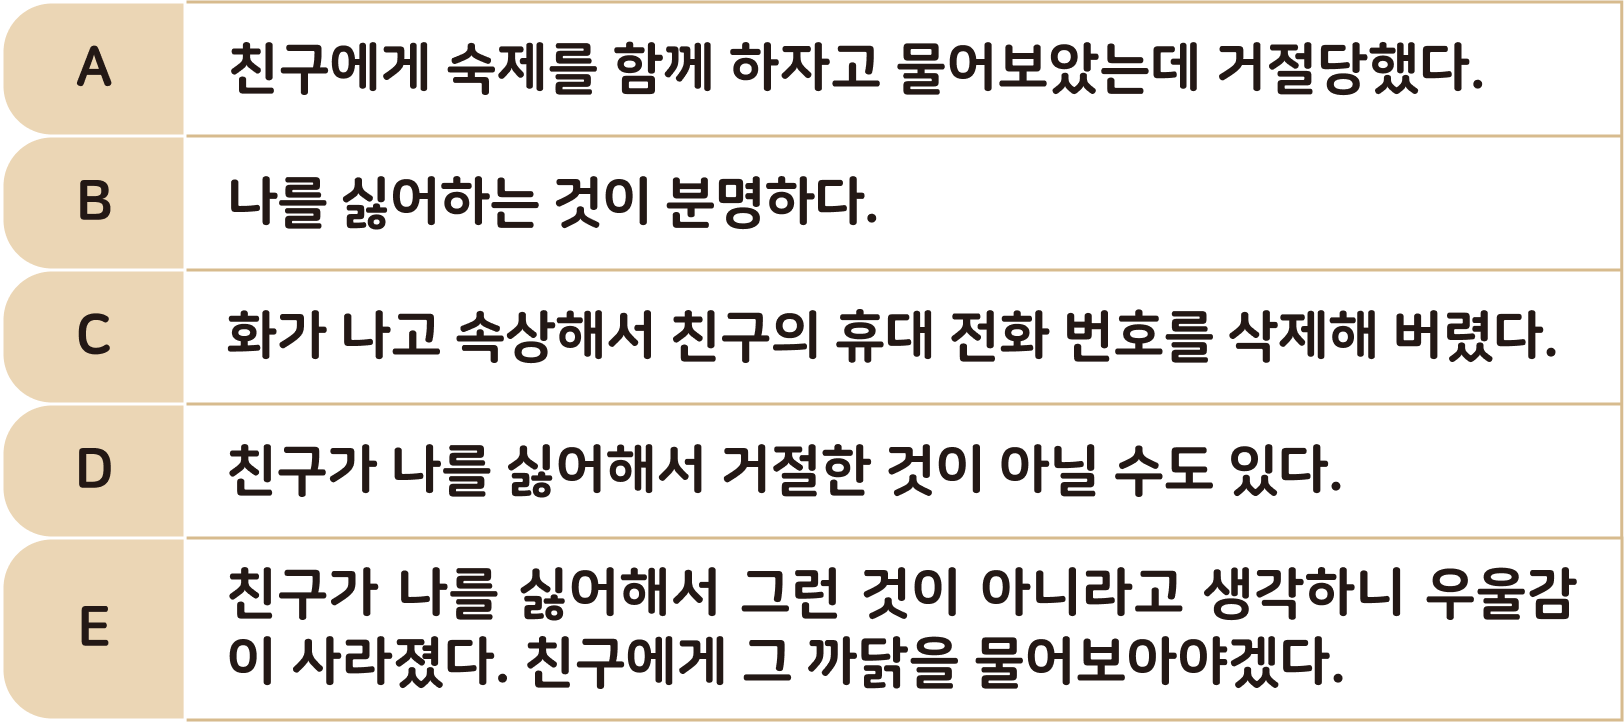 A 친구에게 숙제를 함께 하자고 물어보았는데 거절당했다.
B 나를 싫어하는 것이 분명하다.
C 화가 나고 속상해서 친구의 휴대 전화 번호를 삭제해 버렸다.
D 친구가 나를 싫어해서 거절한 것이 아닐 수도 있다.
E 친구가 나를 싫어해서 그런 것이 아니라고 생각하니 우울감
이 사라졌다. 친구에게 그 까닭을 물어보아야겠다.